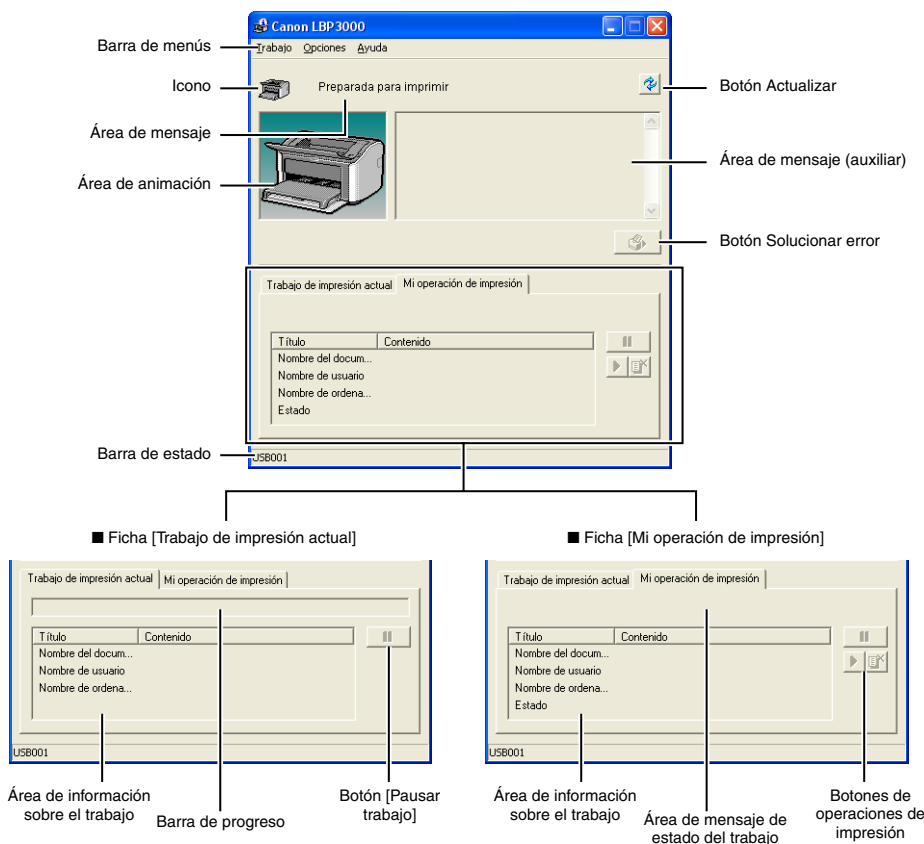 Canon LBP3000
Barra de menús
Trabajo Opciones Ayuda
Icono
Preparada para imprimir
Botón Actualizar
Área de mensaje
Área de mensaje (auxiliar)
Área de animación
Botón Solucionar error
Trabajo de impresión actual Mi operación de impresión
Título Contenido
Nombre del docum...
Nombre de usuario
Nombre de ordena...
Estado
Barra de estado
USB001
■ Ficha [Trabajo de impresión actual]
Trabajo de impresión actual Mi operación de impresión
Título Contenido
Nombre del docum...
Nombre de usuario
Nombre de ordena...
USB001
Área de información
sobre el trabajo
Barra de progreso
Botón [Pausar
trabajo]
■ Ficha [Mi operación de impresión]
Trabajo de impresión actual Mi operación de impresión
Título Contenido
Nombre del docum...
Nombre de usuario
Nombre de ordena...
Estado
USB001
Área de información
sobre el trabajo
Área de mensaje de
estado del trabajo
Botones de
operaciones de
impresión